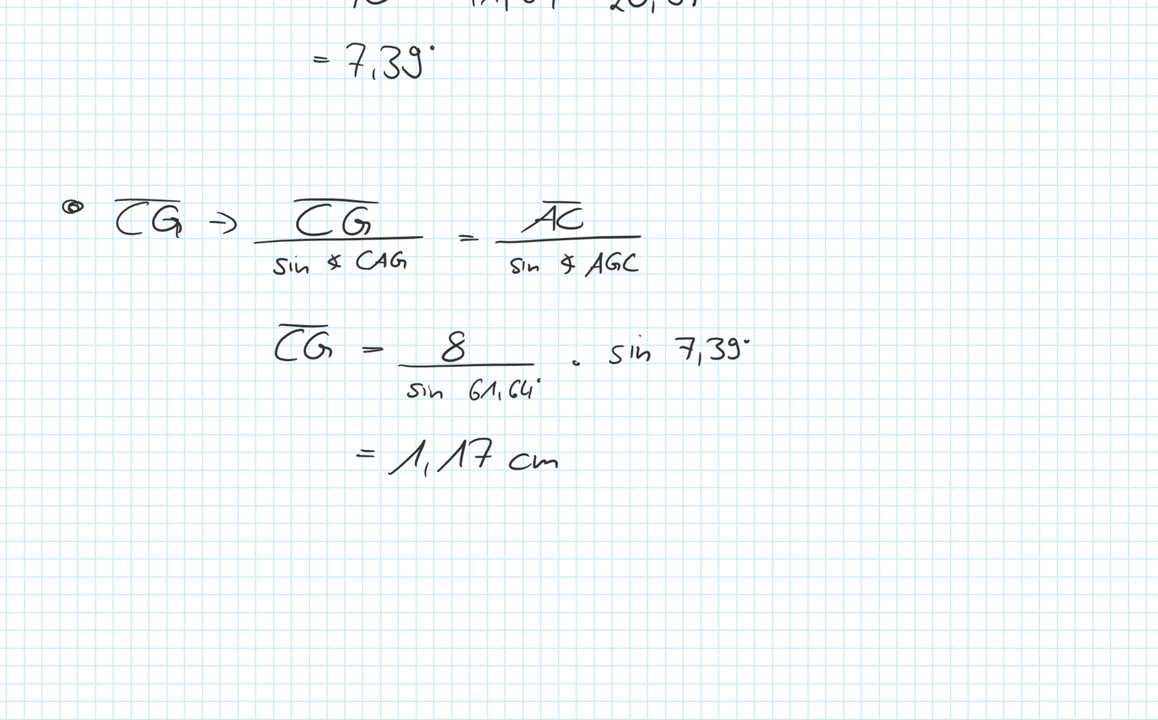 = 7,39°
• CG → CG / sin ∢ CAG = AC / sin ∢ AGC
CG = 8 / sin 61,64° · sin 7,39°
= 1,17 cm